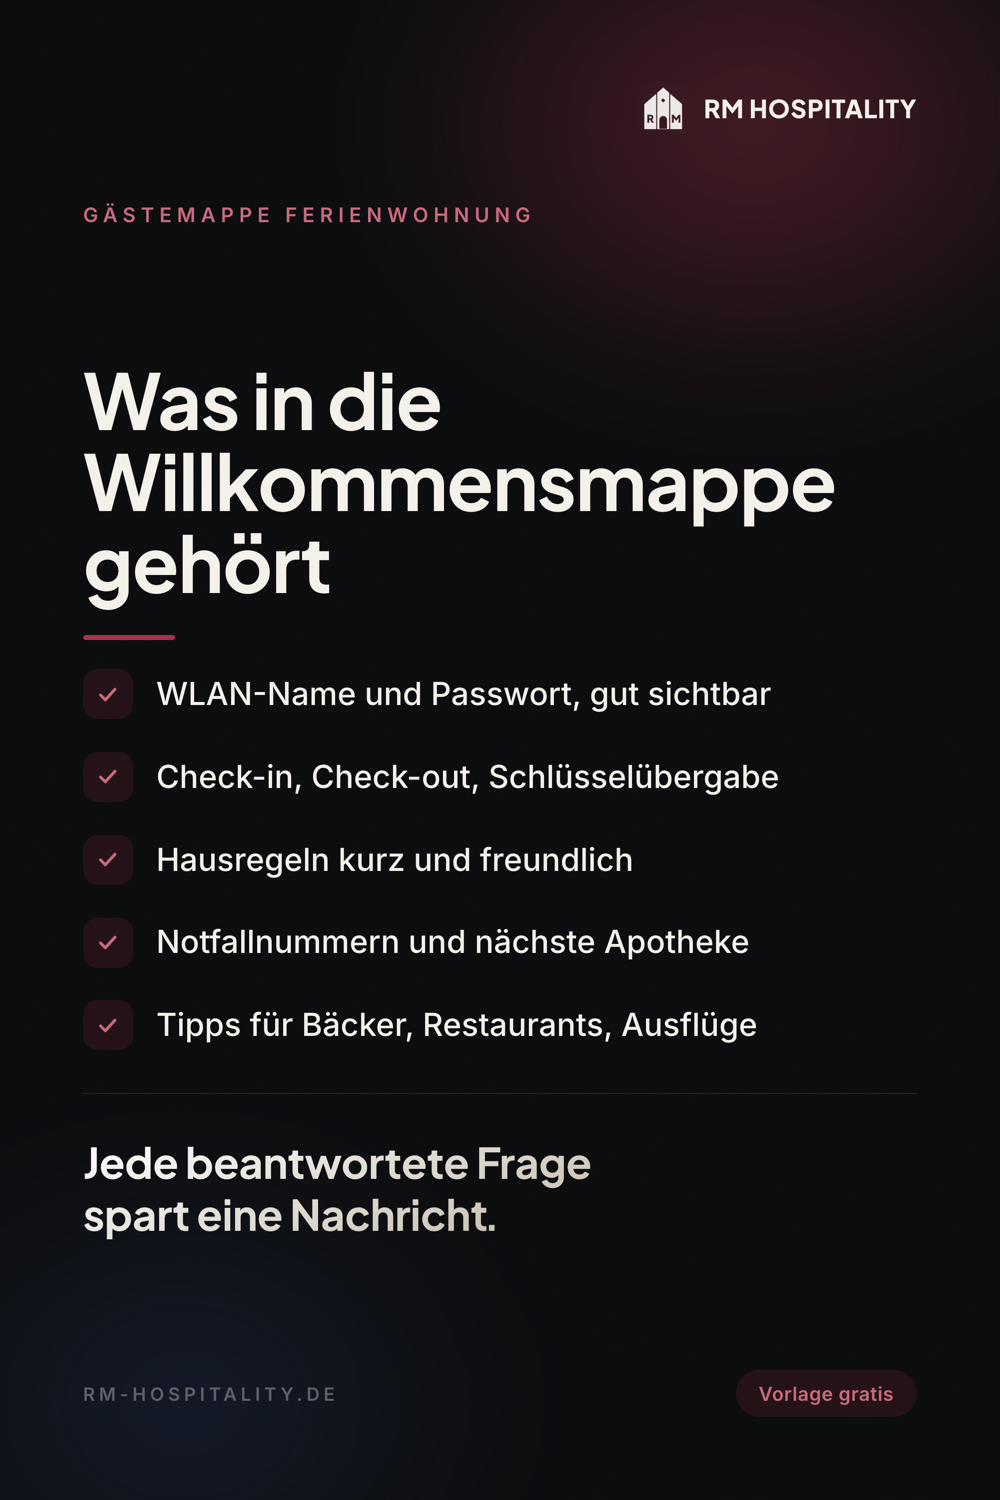 R M
RM HOSPITALITY
GÄSTEMAPPE FERIENWOHNUNG
Was in die
Willkommensmappe
gehört
WLAN-Name und Passwort, gut sichtbar
Check-in, Check-out, Schlüsselübergabe
Hausregeln kurz und freundlich
Notfallnummern und nächste Apotheke
Tipps für Bäcker, Restaurants, Ausflüge
Jede beantwortete Frage
spart eine Nachricht.
RM-HOSPITALITY.DE
Vorlage gratis